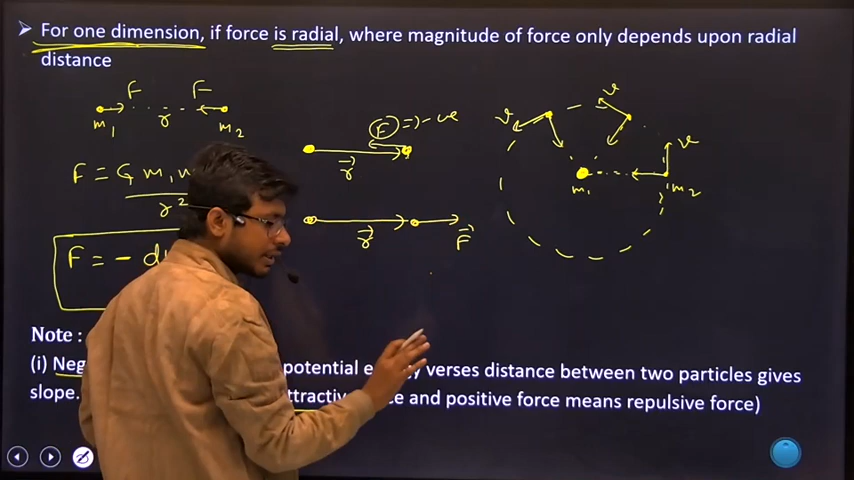 For one dimension, if force is radial, where magnitude of force only depends upon radial
distance
F F
m₁ r m₂
F = G m₁
r²
F = - d
r⃗ F ⇒ -ve
r⃗ F⃗
v v v
m₁ m₂
Note :
(i) potential verses distance between two particles gives
slope. and positive force means repulsive force)